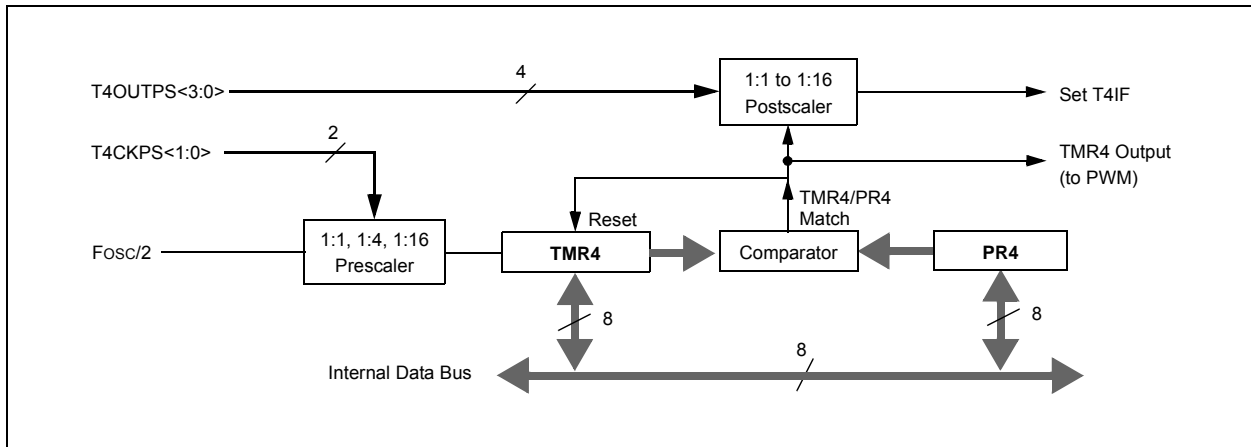 T4OUTPS<3:0>
4
1:1 to 1:16
Postscaler
Set T4IF
T4CKPS<1:0>
2
TMR4 Output
(to PWM)
TMR4/PR4
Match
Reset
FOSC/2
1:1, 1:4, 1:16
Prescaler
TMR4
Comparator
PR4
8
8
8
Internal Data Bus